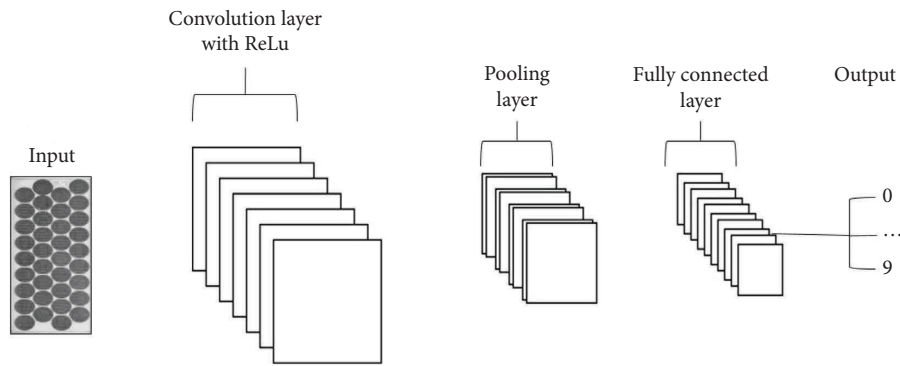 Convolution layer
with ReLu
Pooling
layer
Fully connected
layer
Output
Input
0
...
9